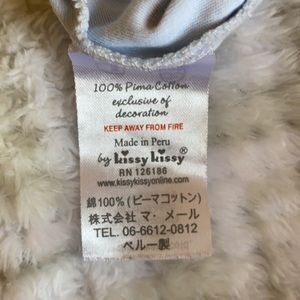 100% Pima Cotton
exclusive of
decoration
KEEP AWAY FROM FIRE
Made in Peru
by kissy kissy®
RN 126186
www.kissykissyonline.com
綿100% (ピーマコットン)
株式会社 マ・メール
TEL. 06-6612-0812
ペルー製